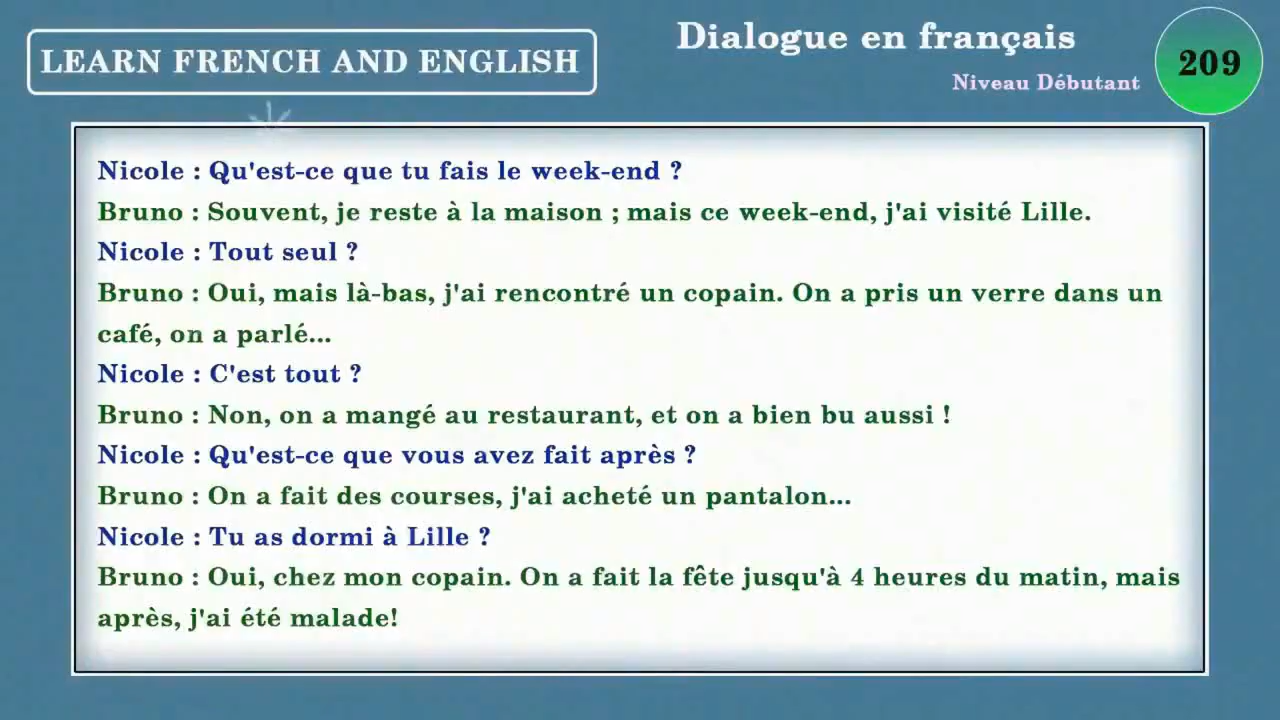 LEARN FRENCH AND ENGLISH
Dialogue en français
Niveau Débutant
209
Nicole : Qu'est-ce que tu fais le week-end ?
Bruno : Souvent, je reste à la maison ; mais ce week-end, j'ai visité Lille.
Nicole : Tout seul ?
Bruno : Oui, mais là-bas, j'ai rencontré un copain. On a pris un verre dans un
café, on a parlé...
Nicole : C'est tout ?
Bruno : Non, on a mangé au restaurant, et on a bien bu aussi !
Nicole : Qu'est-ce que vous avez fait après ?
Bruno : On a fait des courses, j'ai acheté un pantalon...
Nicole : Tu as dormi à Lille ?
Bruno : Oui, chez mon copain. On a fait la fête jusqu'à 4 heures du matin, mais
après, j'ai été malade!